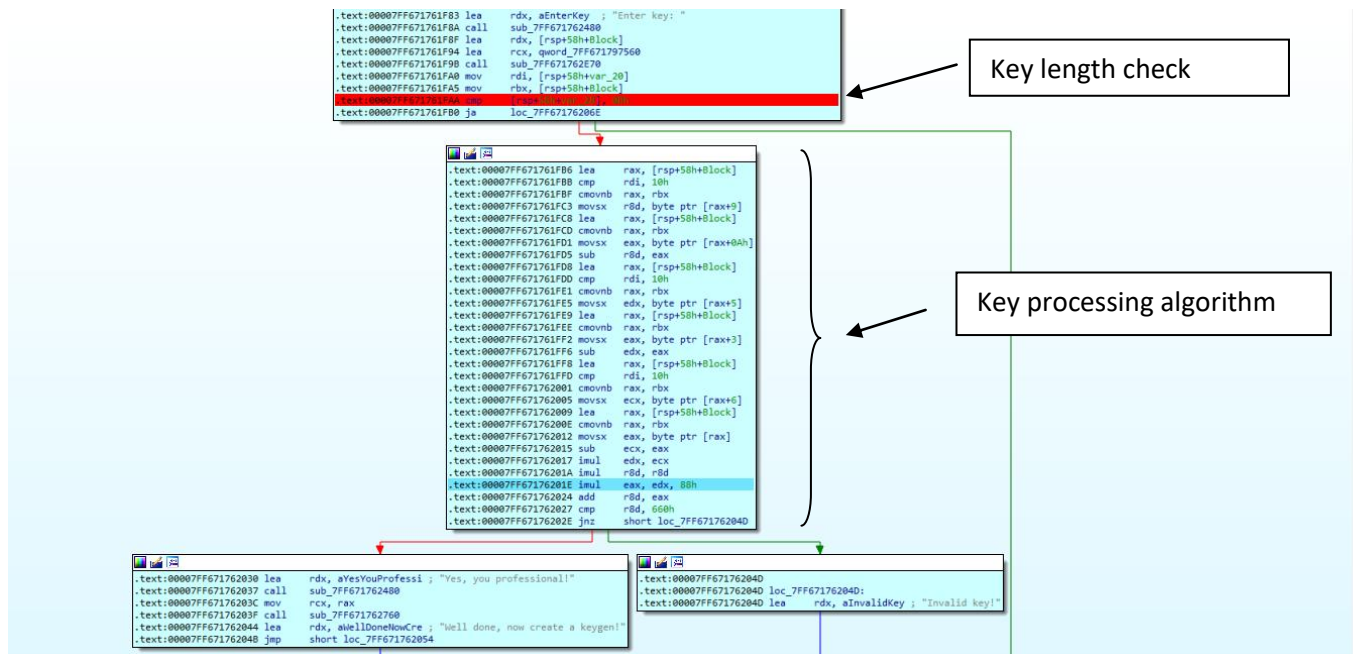 .text:00007FF671761F83 lea rdx, aEnterKey ; "Enter key: "
.text:00007FF671761F8A call sub_7FF671762480
.text:00007FF671761F8F lea rdx, [rsp+58h+Block]
.text:00007FF671761F94 lea rcx, qword_7FF671797560
.text:00007FF671761F9B call sub_7FF671762E70
.text:00007FF671761FA0 mov rdi, [rsp+58h+var_20]
.text:00007FF671761FA5 mov rbx, [rsp+58h+Block]
.text:00007FF671761FAA cmp
.text:00007FF671761FB0 ja loc_7FF67176206E
Key length check
.text:00007FF671761FB6 lea rax, [rsp+58h+Block]
.text:00007FF671761FBB cmp rdi, 10h
.text:00007FF671761FBF cmovnb rax, rbx
.text:00007FF671761FC3 movsx r8d, byte ptr [rax+9]
.text:00007FF671761FC8 lea rax, [rsp+58h+Block]
.text:00007FF671761FCD cmovnb rax, rbx
.text:00007FF671761FD1 movsx eax, byte ptr [rax+0Ah]
.text:00007FF671761FD5 sub r8d, eax
.text:00007FF671761FD8 lea rax, [rsp+58h+Block]
.text:00007FF671761FDD cmp rdi, 10h
.text:00007FF671761FE1 cmovnb rax, rbx
.text:00007FF671761FE5 movsx edx, byte ptr [rax+5]
.text:00007FF671761FE9 lea rax, [rsp+58h+Block]
.text:00007FF671761FEE cmovnb rax, rbx
.text:00007FF671761FF2 movsx eax, byte ptr [rax+3]
.text:00007FF671761FF6 sub edx, eax
.text:00007FF671761FF8 lea rax, [rsp+58h+Block]
.text:00007FF671761FFD cmp rdi, 10h
.text:00007FF671762001 cmovnb rax, rbx
.text:00007FF671762005 movsx ecx, byte ptr [rax+6]
.text:00007FF671762009 lea rax, [rsp+58h+Block]
.text:00007FF67176200E cmovnb rax, rbx
.text:00007FF671762012 movsx eax, byte ptr [rax]
.text:00007FF671762015 sub ecx, eax
.text:00007FF671762017 imul edx, ecx
.text:00007FF67176201A imul r8d, r8d
.text:00007FF67176201E imul eax, edx, 88h
.text:00007FF671762024 add r8d, eax
.text:00007FF671762027 cmp r8d, 660h
.text:00007FF67176202E jnz short loc_7FF67176204D
Key processing algorithm
.text:00007FF671762030 lea rdx, aYesYouProfessi ; "Yes, you professional!"
.text:00007FF671762037 call sub_7FF671762480
.text:00007FF67176203C mov rcx, rax
.text:00007FF67176203F call sub_7FF671762760
.text:00007FF671762044 lea rdx, aWellDoneNowCre ; "Well done, now create a keygen!"
.text:00007FF67176204B jmp short loc_7FF671762054
.text:00007FF67176204D
.text:00007FF67176204D loc_7FF67176204D:
.text:00007FF67176204D lea rdx, aInvalidKey ; "Invalid key!"